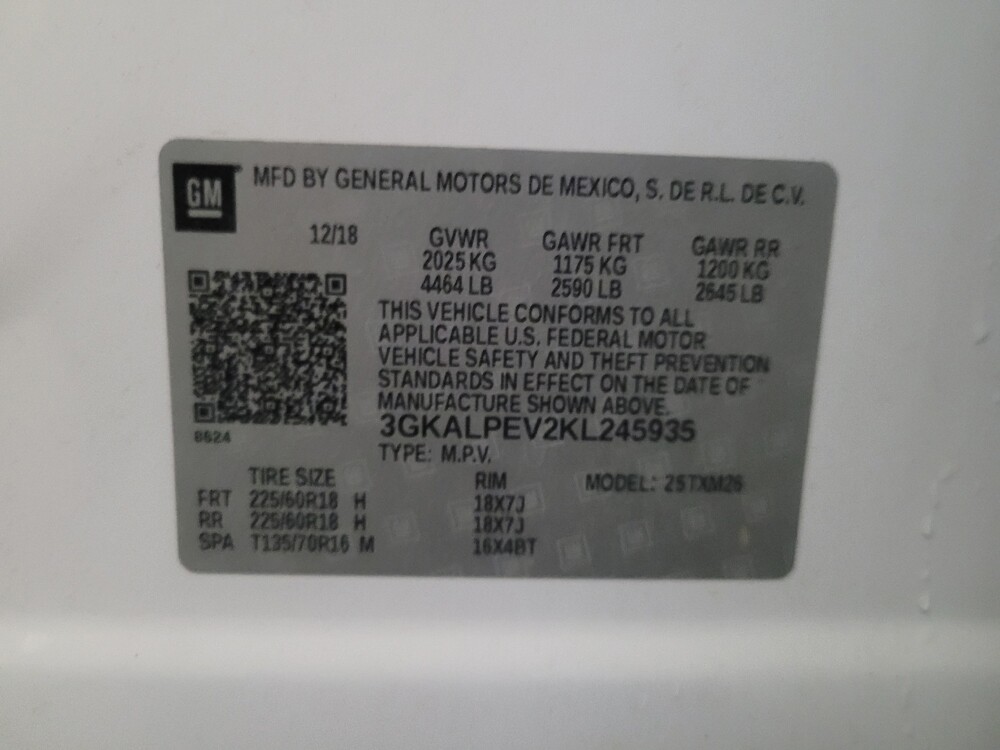 GM
MFD BY GENERAL MOTORS DE MEXICO, S. DE R.L. DE C.V.
12/18 GVWR GAWR FRT GAWR RR
2025 KG 1175 KG 1200 KG
4464 LB 2590 LB 2645 LB
THIS VEHICLE CONFORMS TO ALL
APPLICABLE U.S. FEDERAL MOTOR
VEHICLE SAFETY AND THEFT PREVENTION
STANDARDS IN EFFECT ON THE DATE OF
MANUFACTURE SHOWN ABOVE.
8624
3GKALPEV2KL245935
TYPE: M.P.V.
TIRE SIZE RIM MODEL: 25TXM26
FRT 225/60R18 H 18X7J
RR 225/60R18 H 18X7J
SPA T135/70R16 M 16X4BT